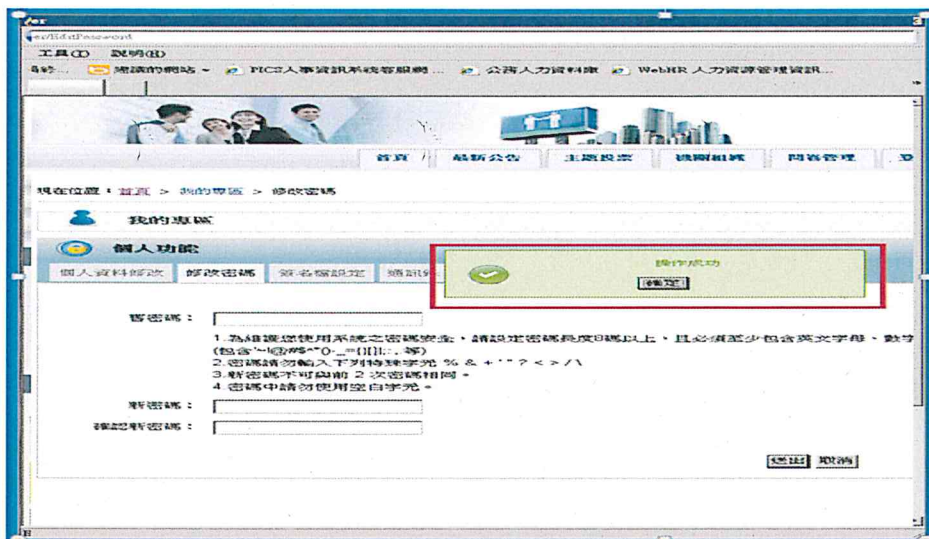 er/EditPassword
工具(T) 說明(H)
建議的網站 PICS人事資訊系統客服網... 公務人力資料庫 WebHR 人力資源管理資訊...
首頁 最新公告 主題投票 機關組織 問卷管理
現在位置：首頁 > 我的專區 > 修改密碼
我的專區
個人功能
個人資料修改 修改密碼 簽名檔設定 通訊
操作成功
確定
舊密碼：
1.為維護您使用系統之密碼安全，請設定密碼長度8碼以上，且必須至少包含英文字母、數字
2.密碼請勿輸入下列特殊字元 % & + ' " ? < > / \
3.新密碼不可與前 2 次密碼相同。
4.密碼中請勿使用空白字元。
新密碼：
確認新密碼：
送出 取消